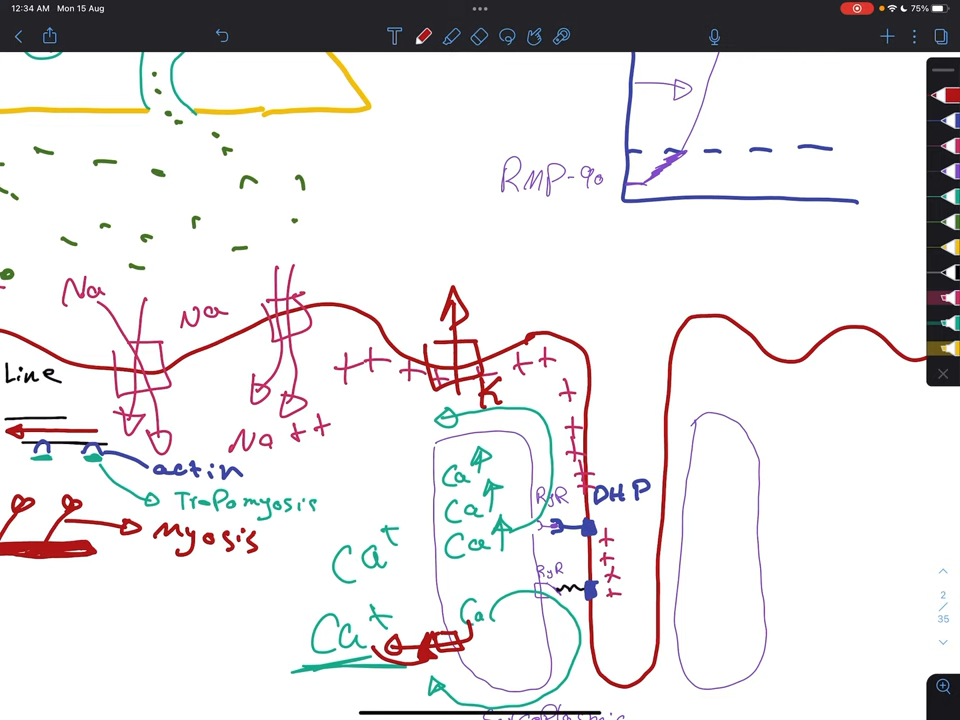 12:34 AM Mon 15 Aug
75%
RMP-90
Na
Na
Line
K
Na ++
actin
Tropomyosis
Myosis
Ca
Ca
Ca
RyR
DHP
RyR
Ca+
Ca
Ca+
2
/
35